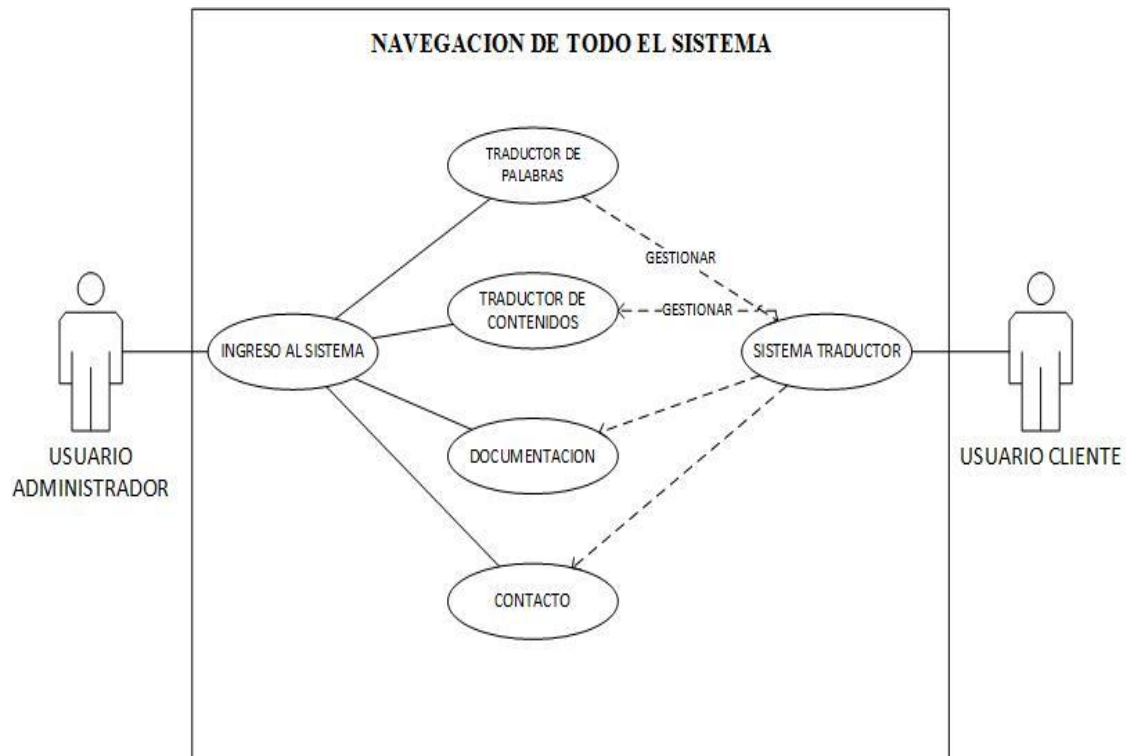 NAVEGACION DE TODO EL SISTEMA
TRADUCTOR DE
PALABRAS
GESTIONAR
TRADUCTOR DE
CONTENIDOS
GESTIONAR
INGRESO AL SISTEMA
SISTEMA TRADUCTOR
DOCUMENTACION
USUARIO
ADMINISTRADOR
USUARIO CLIENTE
CONTACTO